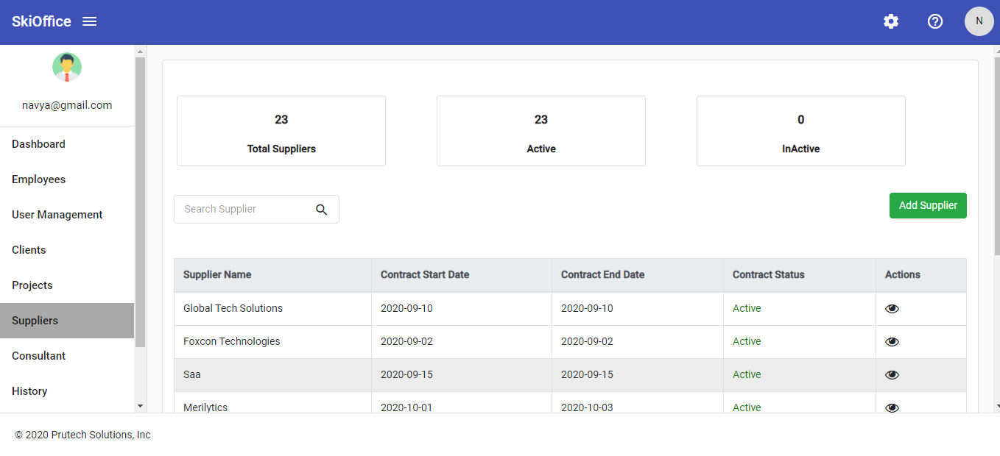 SkiOffice
N
navya@gmail.com
Dashboard
Employees
User Management
Clients
Projects
Suppliers
Consultant
History
23
Total Suppliers
23
Active
0
InActive
Search Supplier
Add Supplier
Supplier Name Contract Start Date Contract End Date Contract Status Actions
Global Tech Solutions 2020-09-10 2020-09-10 Active
Foxcon Technologies 2020-09-02 2020-09-02 Active
Saa 2020-09-15 2020-09-15 Active
Merilytics 2020-10-01 2020-10-03 Active
© 2020 Prutech Solutions, Inc